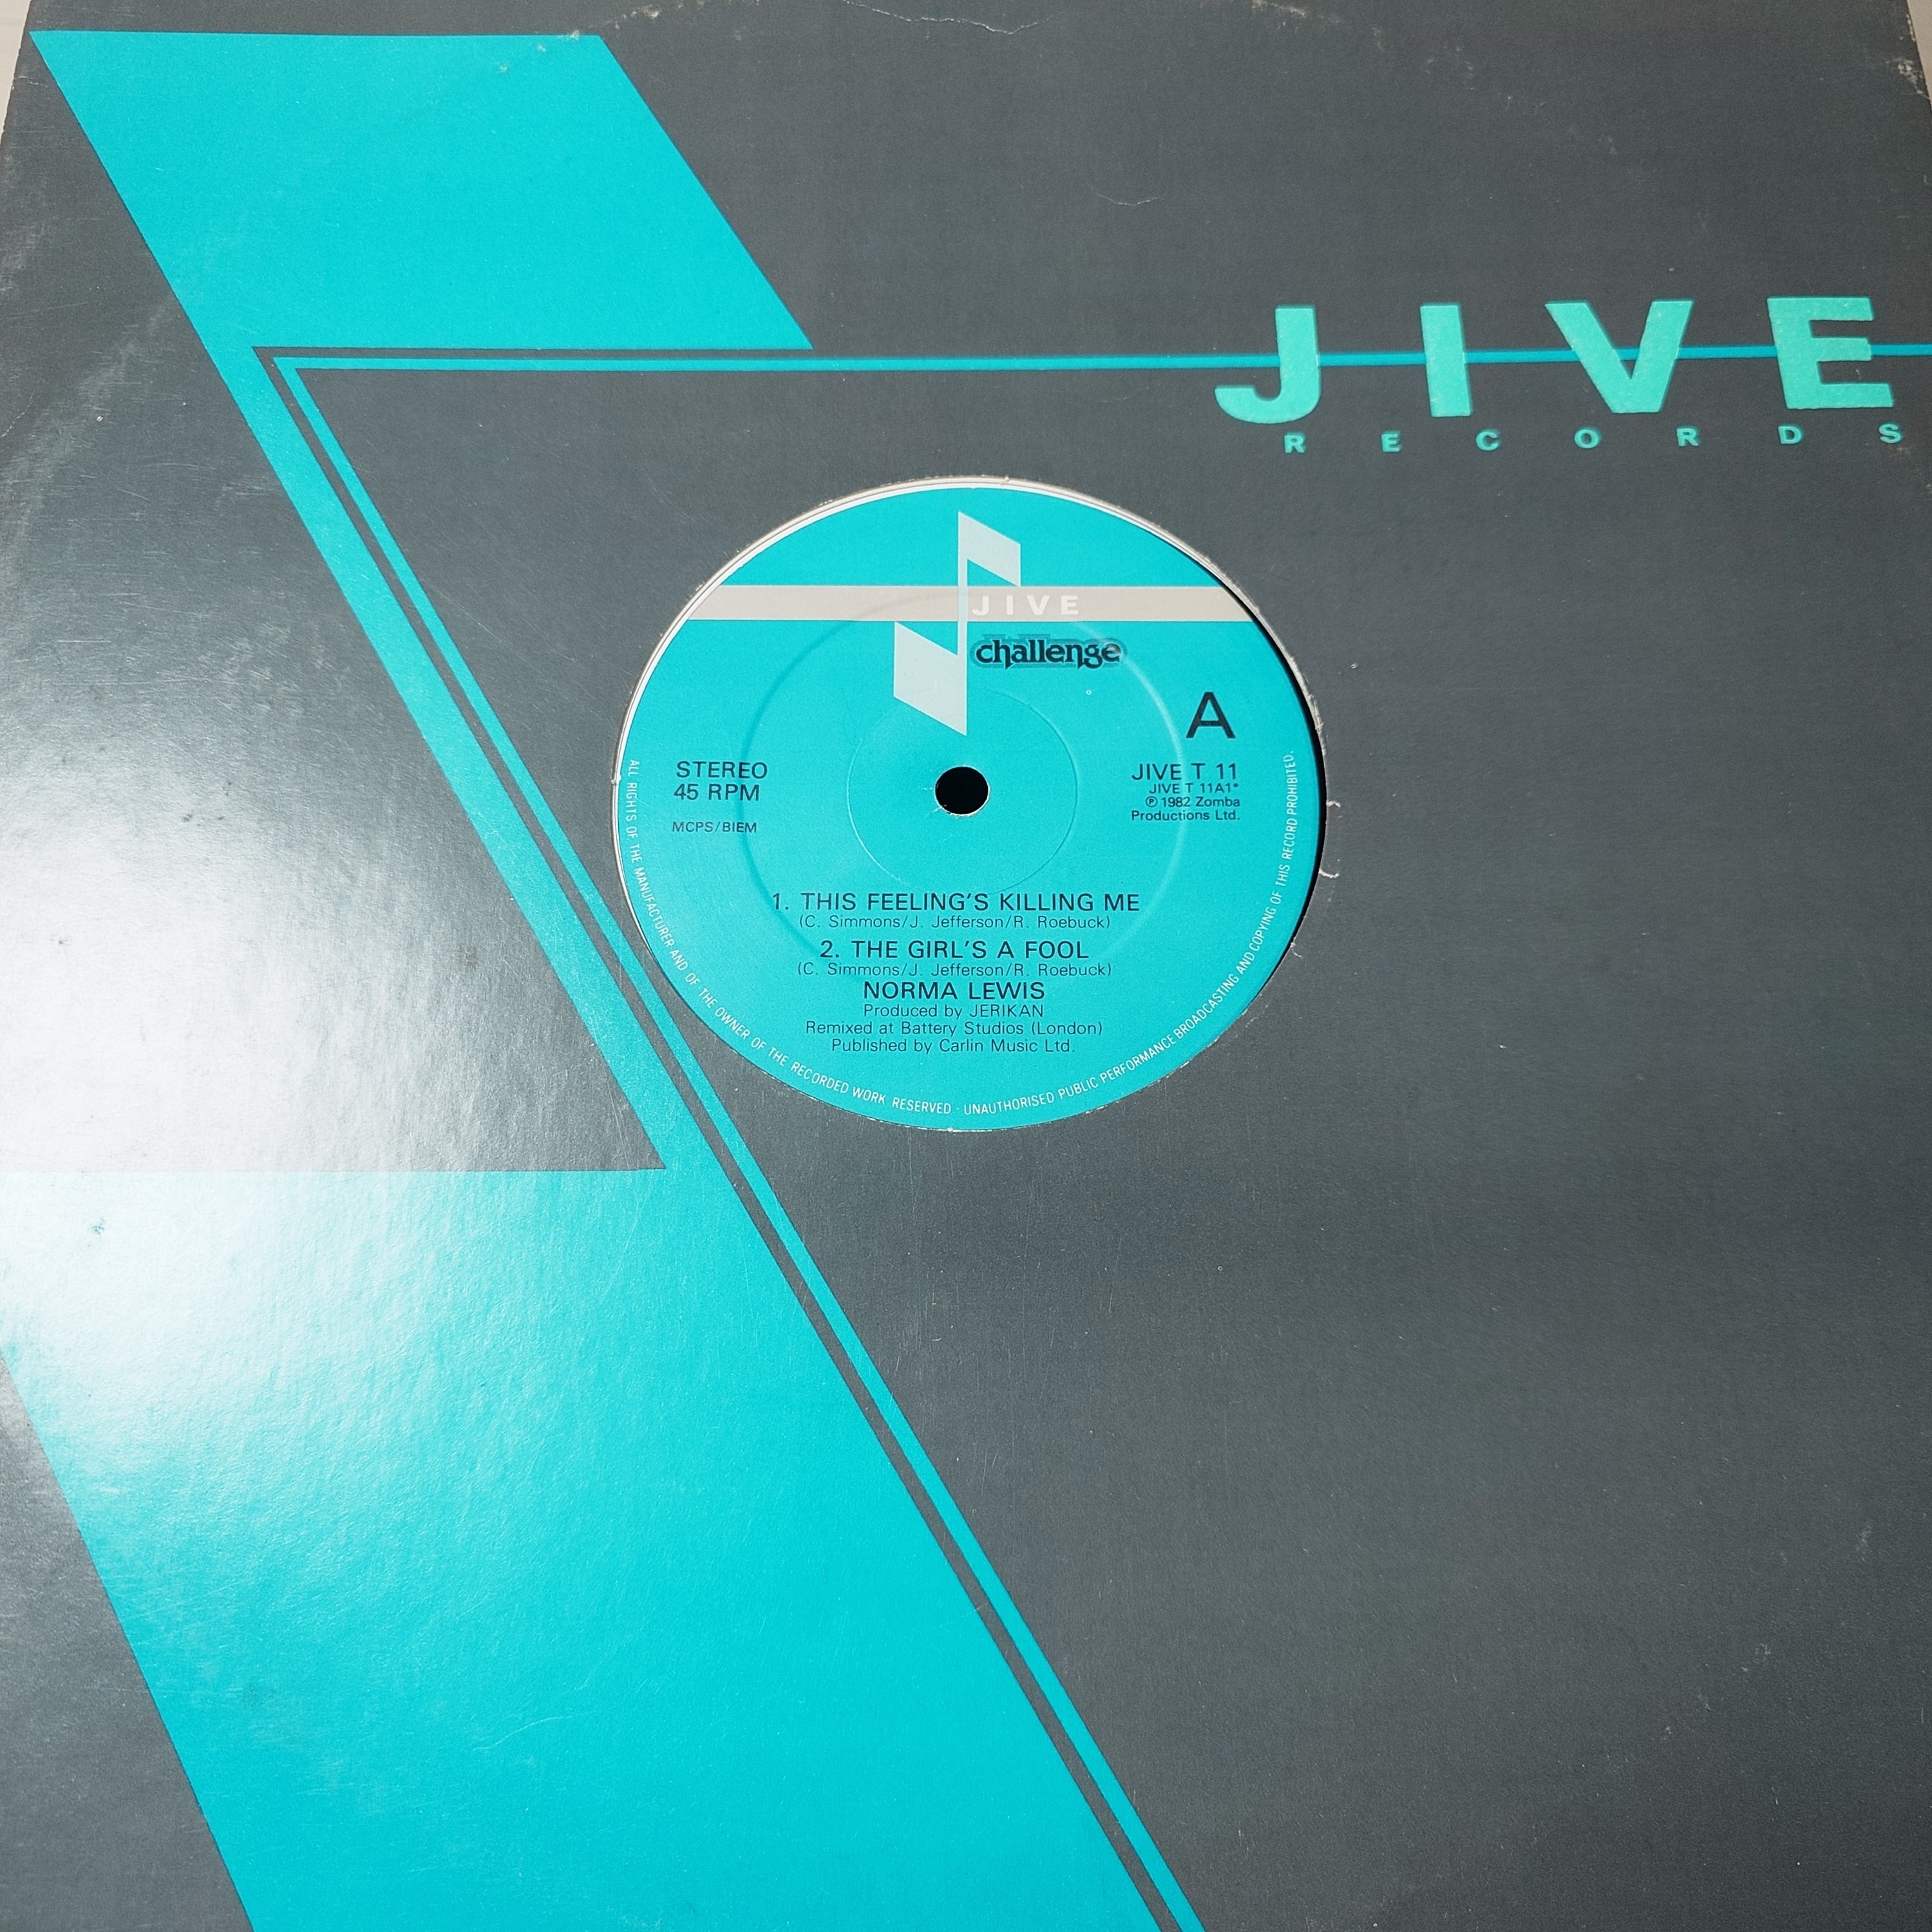 JIVE
RECORDS
JIVE
challenge
A
STEREO
45 RPM
MCPS/BIEM
JIVE T 11
JIVE T 11A1*
℗ 1982 Zomba
Productions Ltd.
1. THIS FEELING'S KILLING ME
(C. Simmons/J. Jefferson/R. Roebuck)
2. THE GIRL'S A FOOL
(C. Simmons/J. Jefferson/R. Roebuck)
NORMA LEWIS
Produced by JERIKAN
Remixed at Battery Studios (London)
Published by Carlin Music Ltd.
ALL RIGHTS OF THE MANUFACTURER AND OF THE OWNER OF THE RECORDED WORK RESERVED · UNAUTHORISED PUBLIC PERFORMANCE BROADCASTING AND COPYING OF THIS RECORD PROHIBITED.